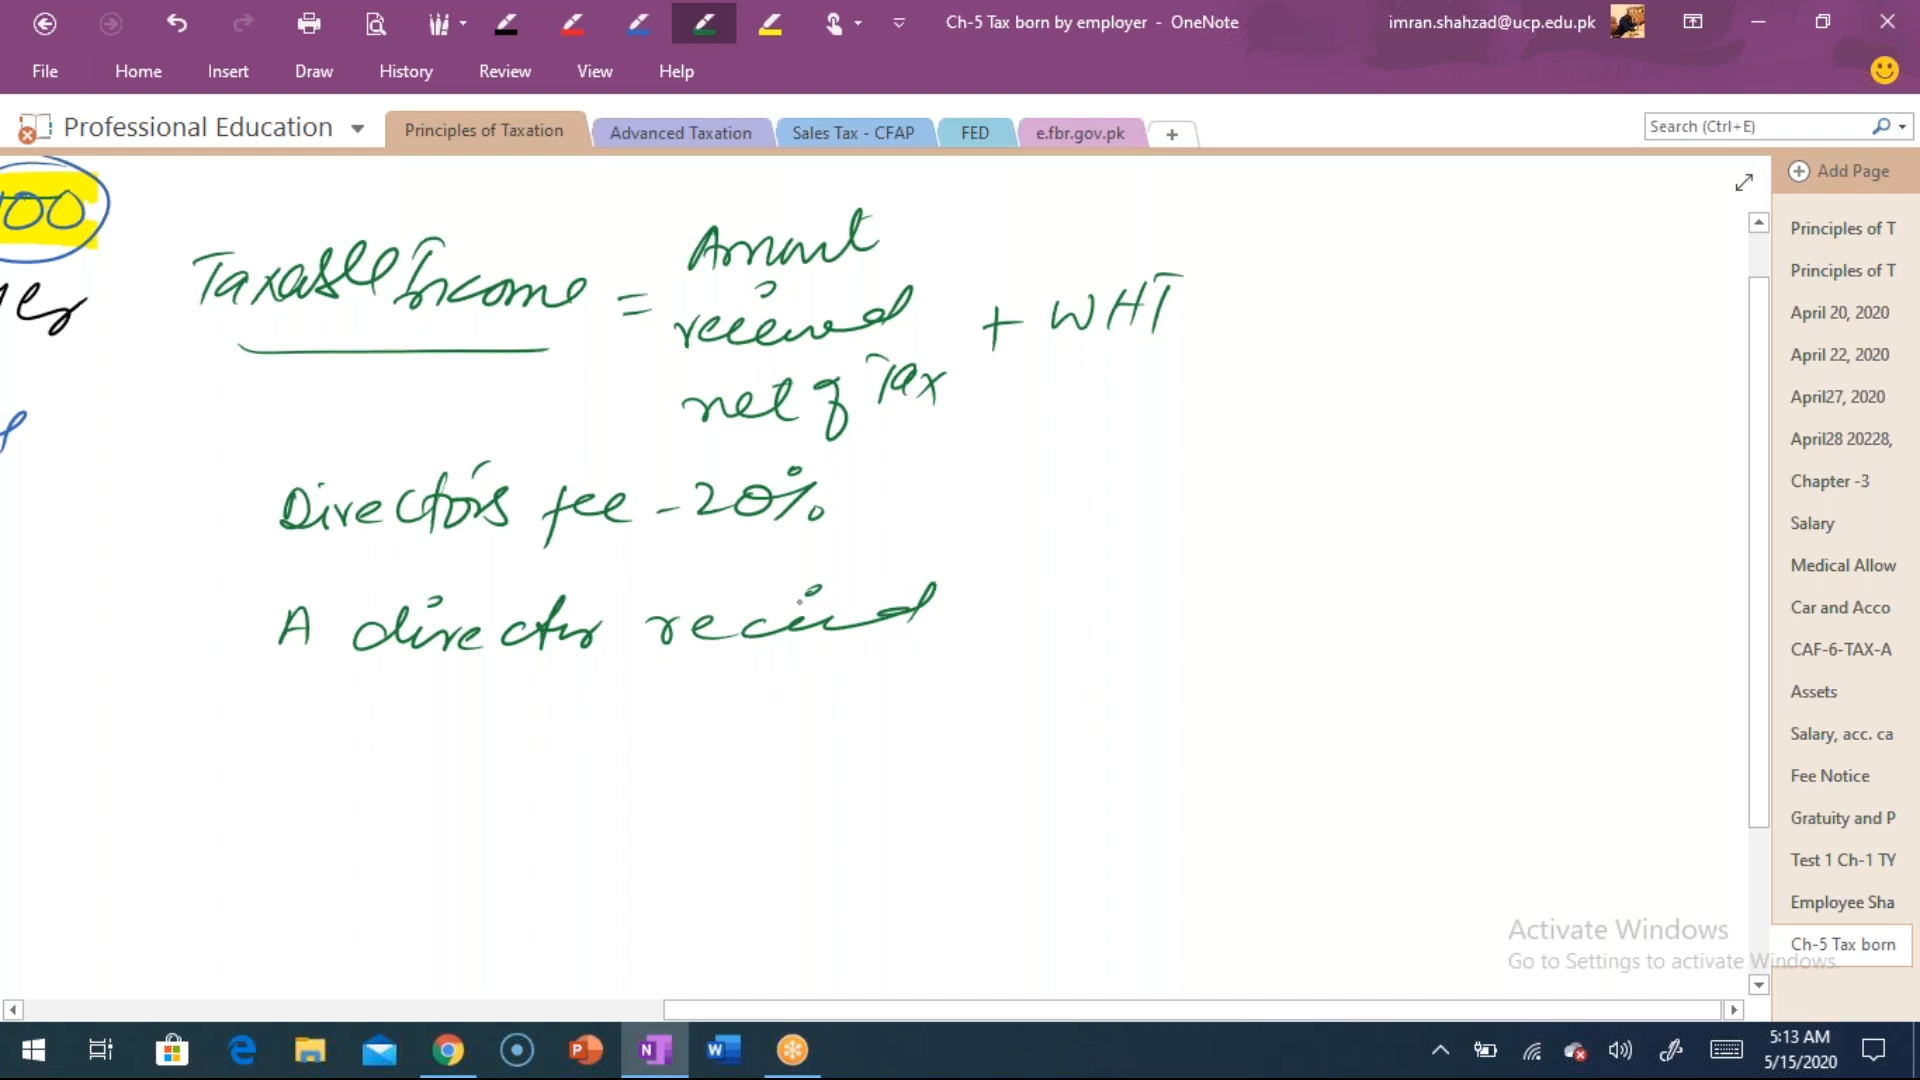 Ch-5 Tax born by employer - OneNote
imran.shahzad@ucp.edu.pk
File Home Insert Draw History Review View Help
Professional Education
Principles of Taxation
Advanced Taxation
Sales Tax - CFAP
FED
e.fbr.gov.pk
+
Search (Ctrl+E)
Add Page
Principles of T
Principles of T
April 20, 2020
April 22, 2020
April27, 2020
April28 20228,
Chapter -3
Salary
Medical Allow
Car and Acco
CAF-6-TAX-A
Assets
Salary, acc. ca
Fee Notice
Gratuity and P
Test 1 Ch-1 TY
Employee Sha
Ch-5 Tax born
00
Taxable Income = Amount
received + WHT
net of Tax
Director's fee - 20%
A director recived
Activate Windows
Go to Settings to activate Windows.
5:13 AM
5/15/2020